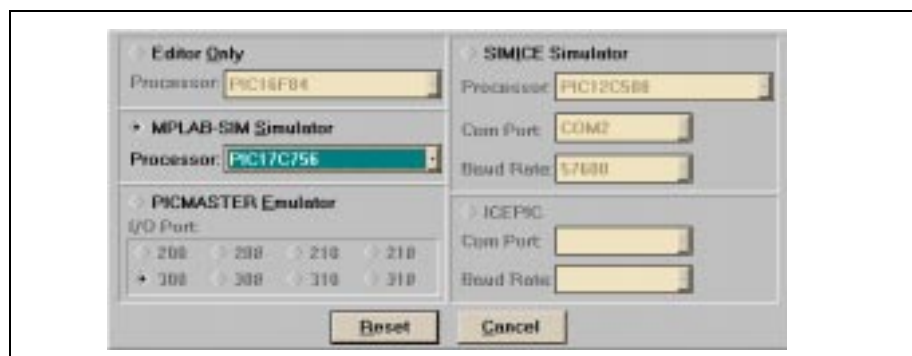 Editor Only
Processor: PIC16F84
MPLAB-SIM Simulator
Processor: PIC17C756
PICMASTER Emulator
I/O Port:
200 208 210 218
300 308 310 318
SIMICE Simulator
Processor: PIC12C508
Com Port: COM2
Baud Rate: 57600
ICEPIC
Com Port:
Baud Rate:
Reset Cancel